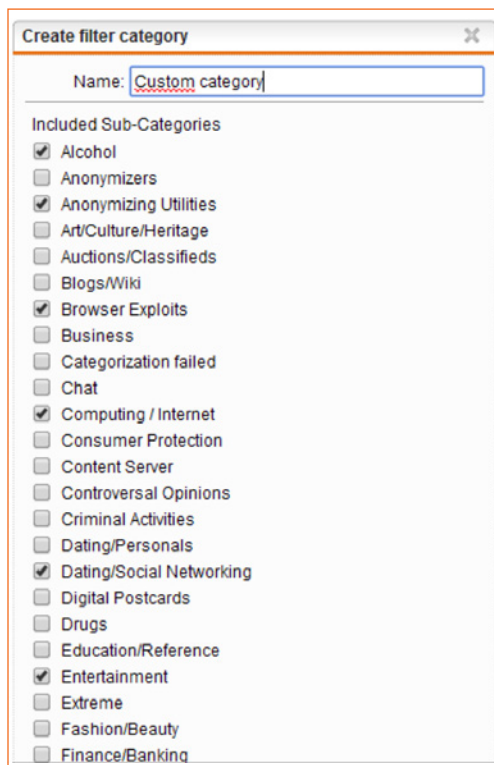 Create filter category
Name: Custom category
Included Sub-Categories
Alcohol
Anonymizers
Anonymizing Utilities
Art/Culture/Heritage
Auctions/Classifieds
Blogs/Wiki
Browser Exploits
Business
Categorization failed
Chat
Computing / Internet
Consumer Protection
Content Server
Controversal Opinions
Criminal Activities
Dating/Personals
Dating/Social Networking
Digital Postcards
Drugs
Education/Reference
Entertainment
Extreme
Fashion/Beauty
Finance/Banking